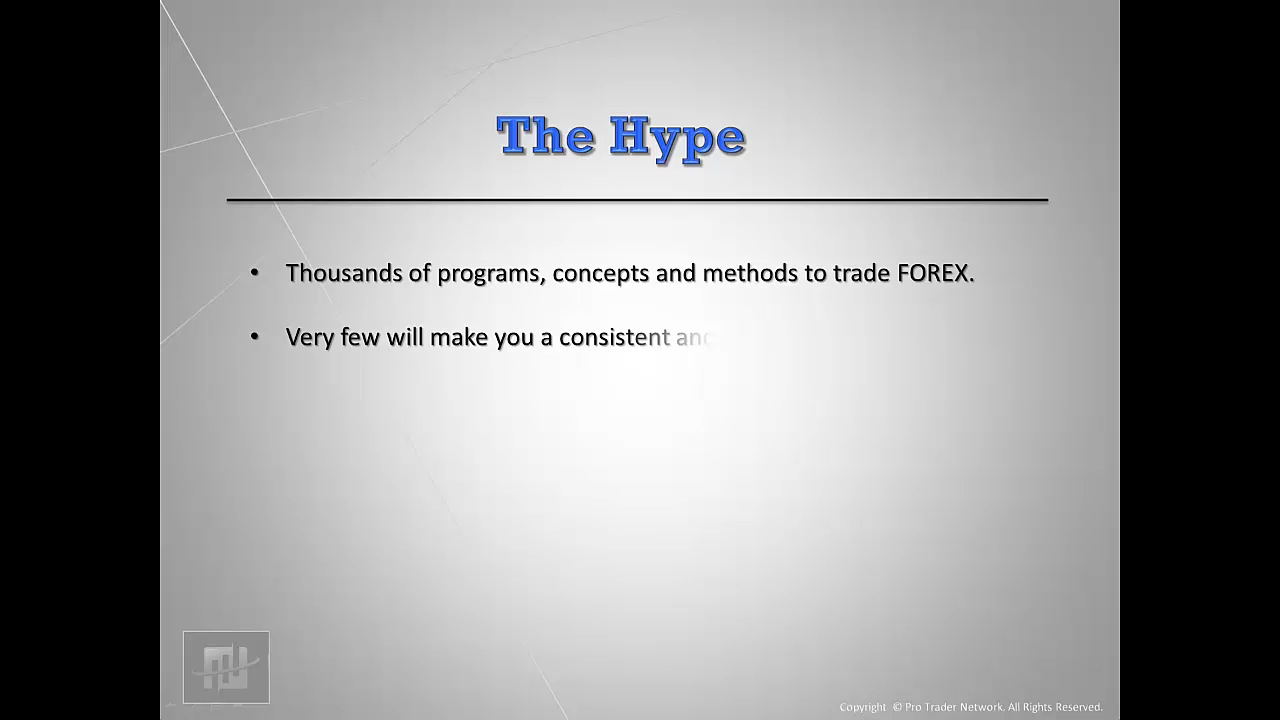 The Hype
• Thousands of programs, concepts and methods to trade FOREX.
• Very few will make you a consistent and
Copyright © Pro Trader Network. All Rights Reserved.